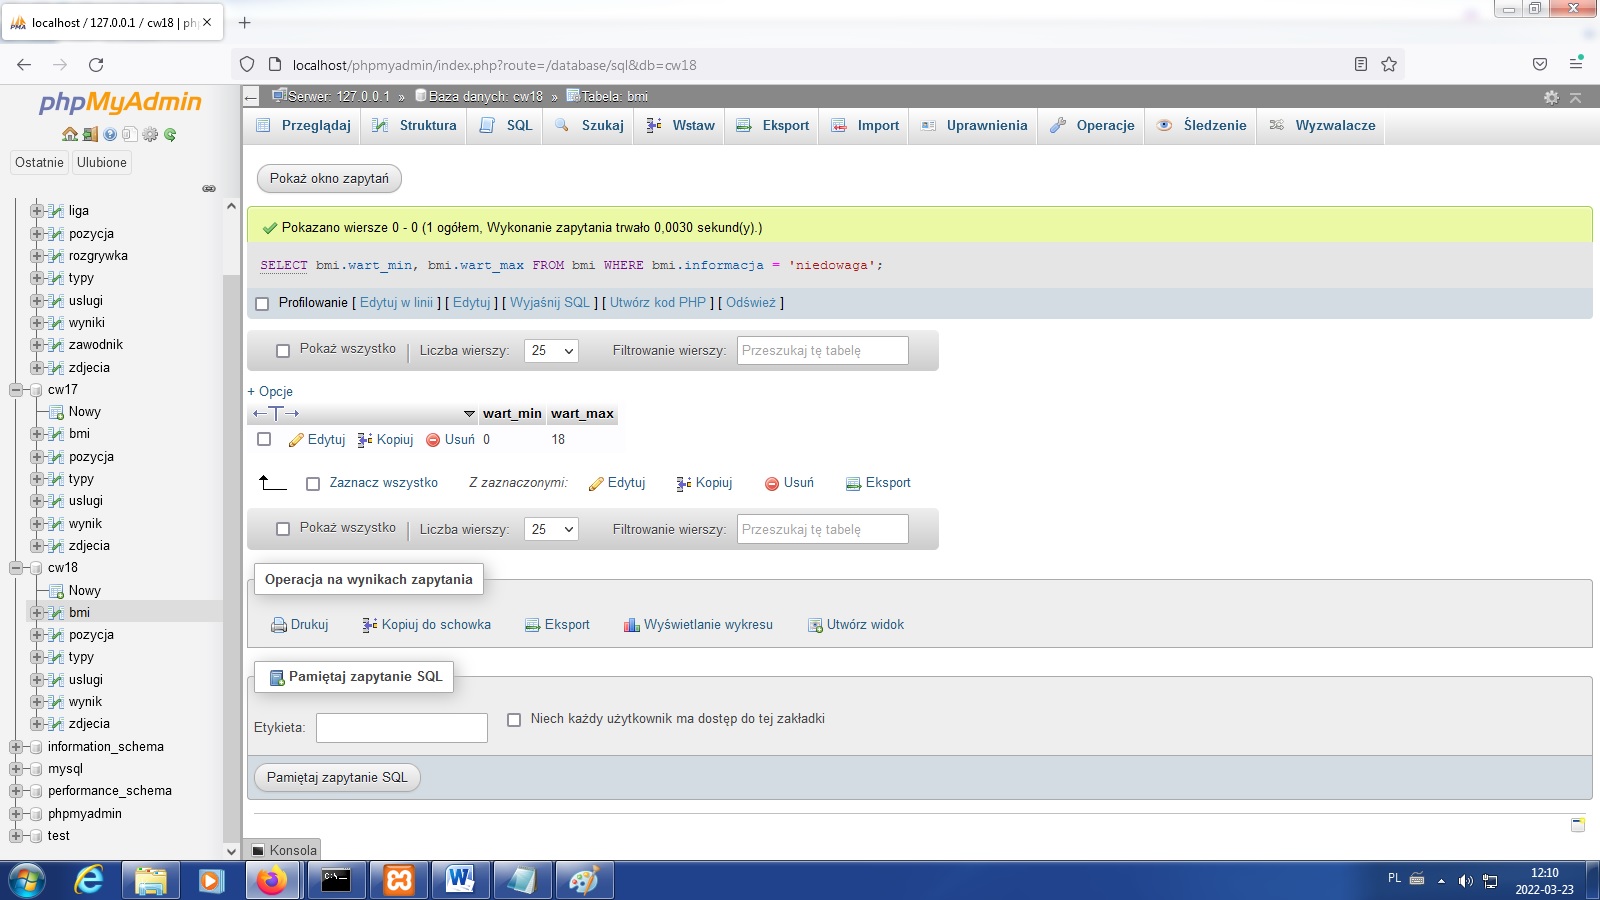 localhost / 127.0.0.1 / cw18 | ph
localhost/phpmyadmin/index.php?route=/database/sql&db=cw18
phpMyAdmin
Ostatnie
Ulubione
liga
pozycja
rozgrywka
typy
uslugi
wyniki
zawodnik
zdjecia
cw17
Nowy
bmi
pozycja
typy
uslugi
wynik
zdjecia
cw18
Nowy
bmi
pozycja
typy
uslugi
wynik
zdjecia
information_schema
mysql
performance_schema
phpmyadmin
test
Serwer: 127.0.0.1 » Baza danych: cw18 » Tabela: bmi
Przeglądaj Struktura SQL Szukaj Wstaw Eksport Import Uprawnienia Operacje Śledzenie Wyzwalacze
Pokaż okno zapytań
Pokazano wiersze 0 - 0 (1 ogółem, Wykonanie zapytania trwało 0,0030 sekund(y).)
SELECT bmi.wart_min, bmi.wart_max FROM bmi WHERE bmi.informacja = 'niedowaga';
Profilowanie [ Edytuj w linii ] [ Edytuj ] [ Wyjaśnij SQL ] [ Utwórz kod PHP ] [ Odśwież ]
Pokaż wszystko | Liczba wierszy: 25 Filtrowanie wierszy: Przeszukaj tę tabelę
+ Opcje
wart_min wart_max
Edytuj Kopiuj Usuń 0 18
Zaznacz wszystko Z zaznaczonymi: Edytuj Kopiuj Usuń Eksport
Pokaż wszystko | Liczba wierszy: 25 Filtrowanie wierszy: Przeszukaj tę tabelę
Operacja na wynikach zapytania
Drukuj Kopiuj do schowka Eksport Wyświetlanie wykresu Utwórz widok
Pamiętaj zapytanie SQL
Etykieta: Niech każdy użytkownik ma dostęp do tej zakładki
Pamiętaj zapytanie SQL
Konsola
PL
12:10
2022-03-23